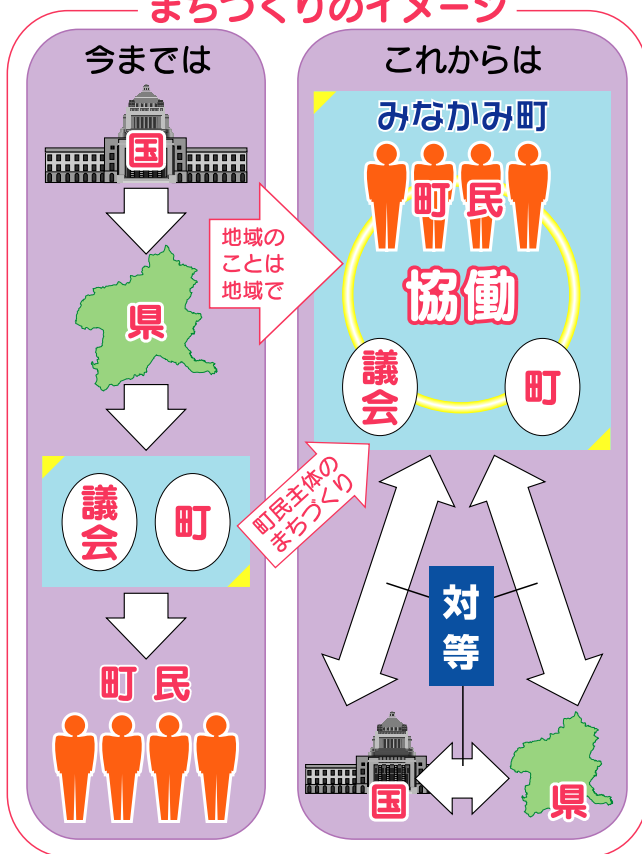 まちづくりのイメージ
今までは
国
県
議会
町
町民
地域の
ことは
地域で
町民主体の
まちづくり
これからは
みなかみ町
町民
協働
議会
町
対等
国
県